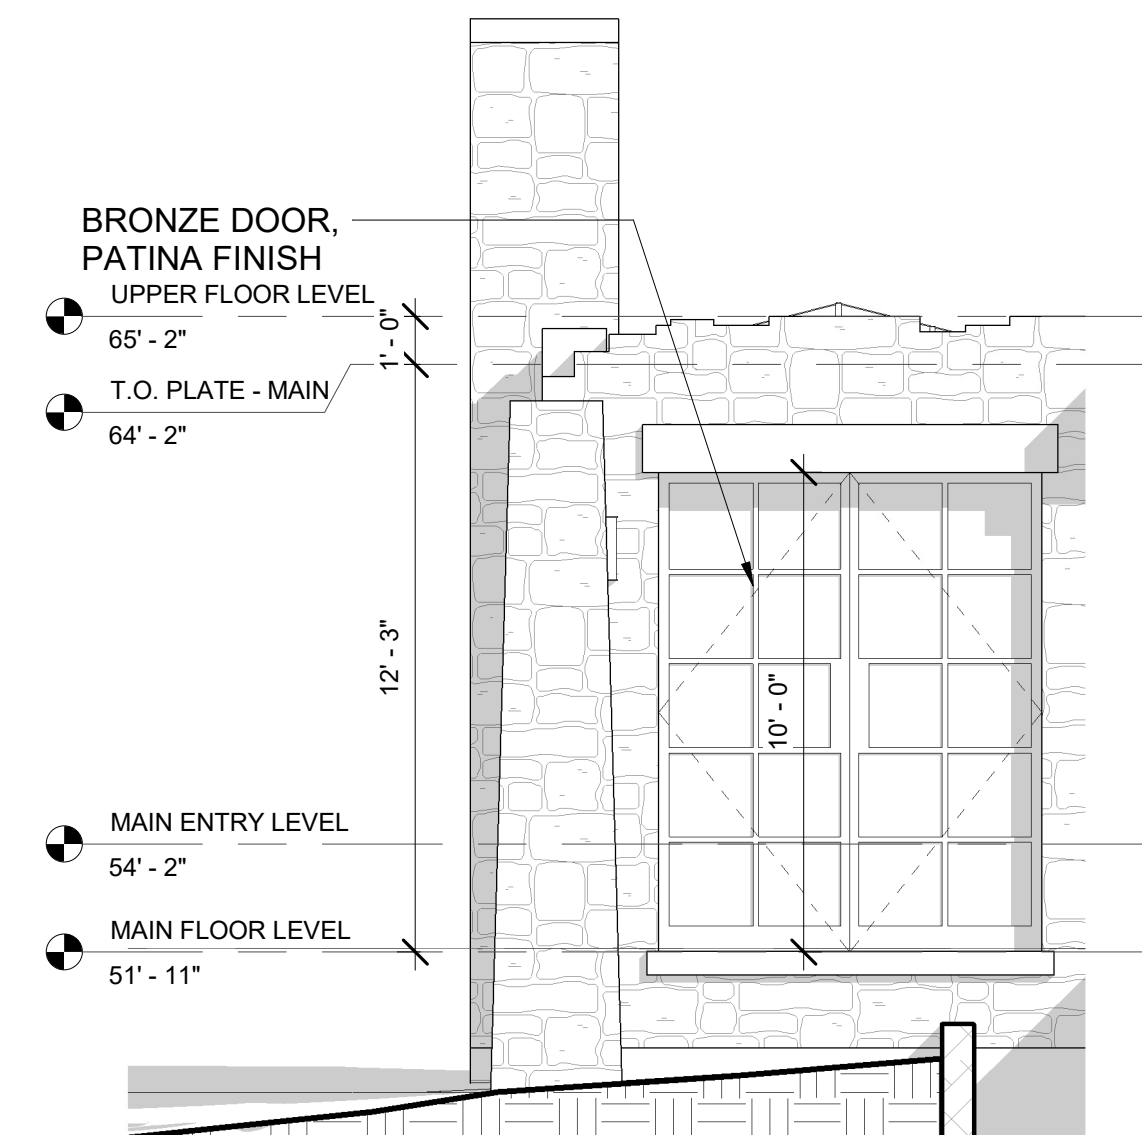 BRONZE DOOR,
PATINA FINISH
UPPER FLOOR LEVEL
65' - 2"
1' - 0"
T.O. PLATE - MAIN
64' - 2"
12' - 3"
10' - 0"
MAIN ENTRY LEVEL
54' - 2"
MAIN FLOOR LEVEL
51' - 11"